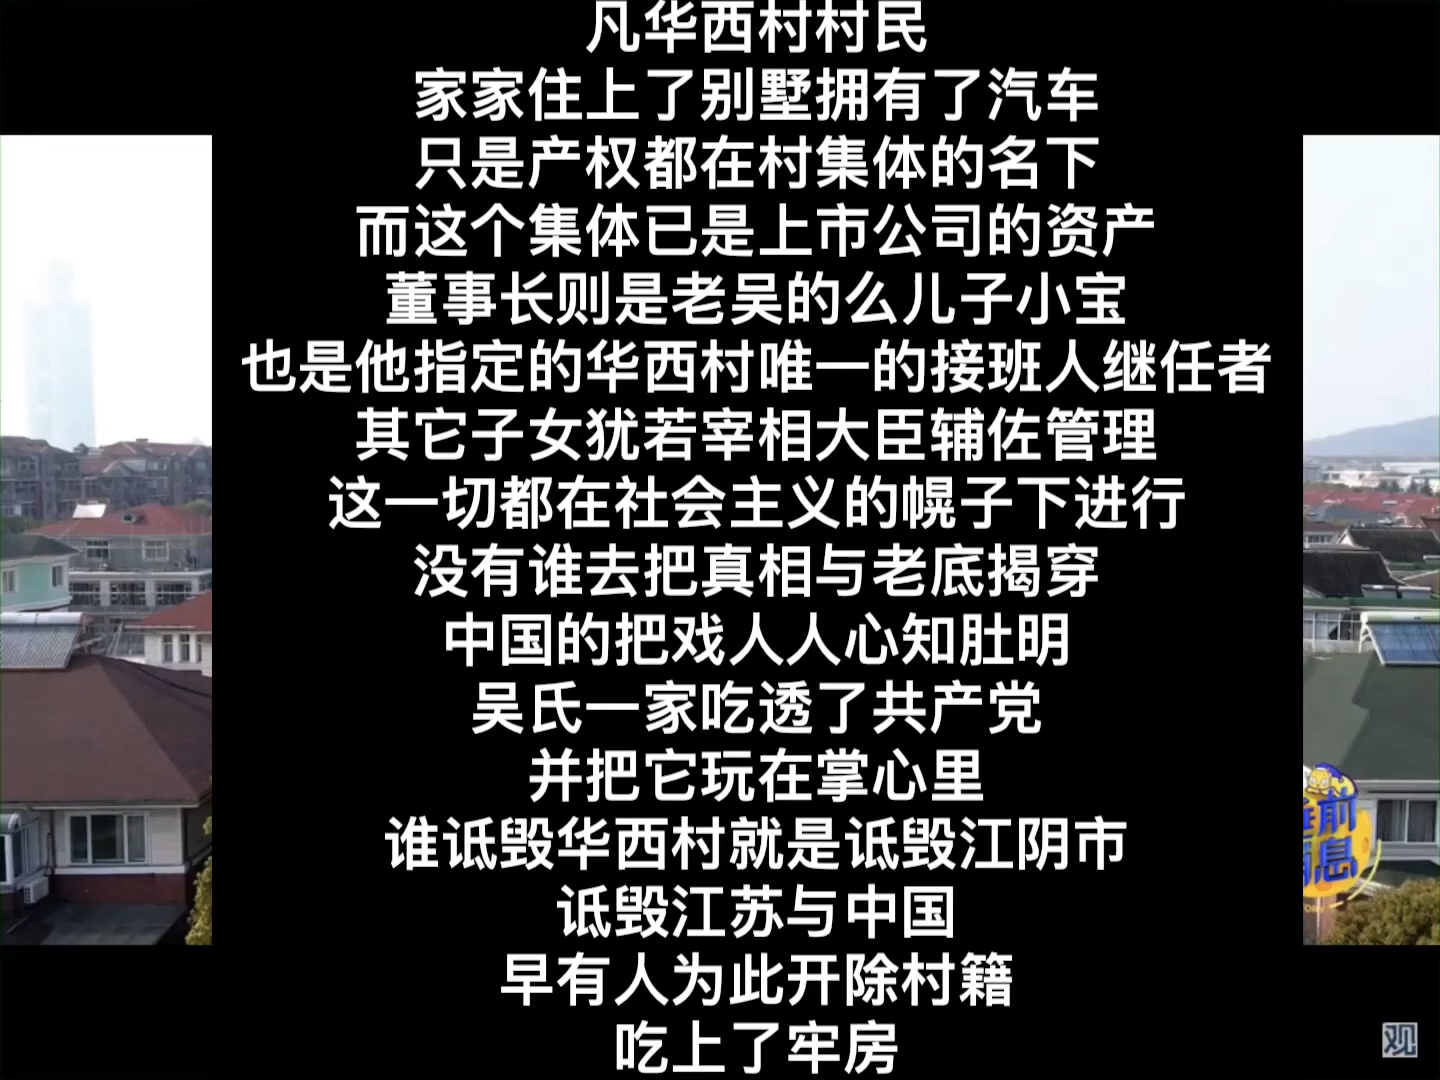 凡华西村村民
家家住上了别墅拥有了汽车
只是产权都在村集体的名下
而这个集体已是上市公司的资产
董事长则是老吴的么儿子小宝
也是他指定的华西村唯一的接班人继任者
其它子女犹若宰相大臣辅佐管理
这一切都在社会主义的幌子下进行
没有谁去把真相与老底揭穿
中国的把戏人人心知肚明
吴氏一家吃透了共产党
并把它玩在掌心里
谁诋毁华西村就是诋毁江阴市
诋毁江苏与中国
早有人为此开除村籍
吃上了牢房
前
息
观